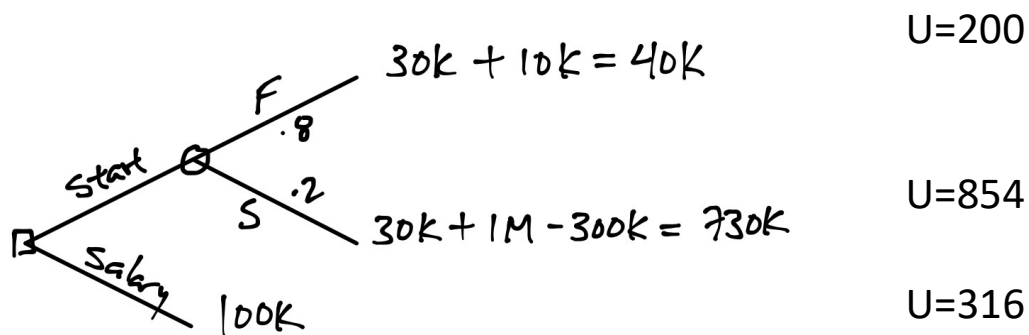 U=200
30K + 10K = 40K
F
.8
Start
.2
S
30K + 1M - 300K = 730K
U=854
Salary
100K
U=316